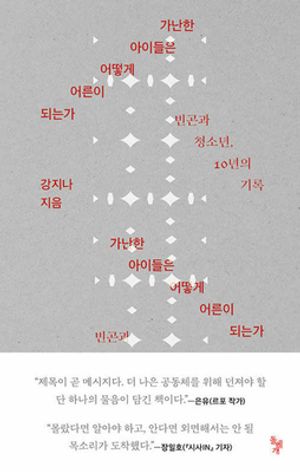 가난한
아이들은
어떻게
어른이
되는가
빈곤과
청소년,
10년의
기록
강지나
지음
가난한
아이들은
어떻게
어른이
되는가
빈곤과
“제목이 곧 메시지다. 더 나은 공동체를 위해 던져야 할
단 하나의 물음이 담긴 책이다.”—은유(르포 작가)
“몰랐다면 알아야 하고, 안다면 외면해서는 안 될
목소리가 도착했다.”—장일호(『시사IN』 기자)
돌베개